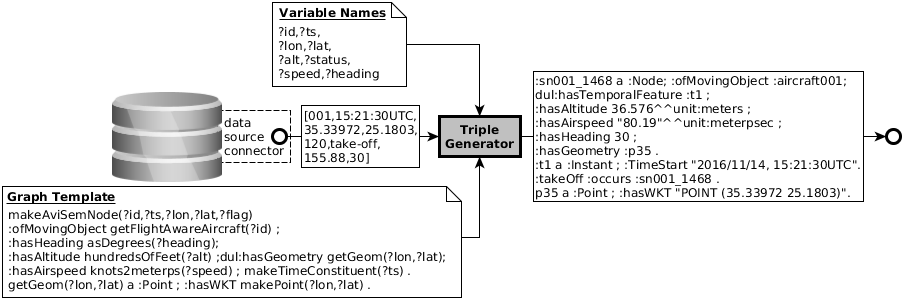 Variable Names
?id,?ts,
?lon,?lat,
?alt,?status,
?speed,?heading
data
source
connector
[001,15:21:30UTC,
35.33972,25.1803,
120,take-off,
155.88,30]
Triple
Generator
:sn001_1468 a :Node; :ofMovingObject :aircraft001;
dul:hasTemporalFeature :t1 ;
:hasAltitude 36.576^^unit:meters ;
:hasAirspeed "80.19"^^unit:meterpsec ;
:hasHeading 30 ;
:hasGeometry :p35 .
:t1 a :Instant ; :TimeStart "2016/11/14, 15:21:30UTC".
:takeOff :occurs :sn001_1468 .
p35 a :Point ; :hasWKT "POINT (35.33972 25.1803)".
Graph Template
makeAviSemNode(?id,?ts,?lon,?lat,?flag)
:ofMovingObject getFlightAwareAircraft(?id) ;
:hasHeading asDegrees(?heading);
:hasAltitude hundredsOfFeet(?alt) ;dul:hasGeometry getGeom(?lon,?lat);
:hasAirspeed knots2meterps(?speed) ; makeTimeConstituent(?ts) .
getGeom(?lon,?lat) a :Point ; :hasWKT makePoint(?lon,?lat) .